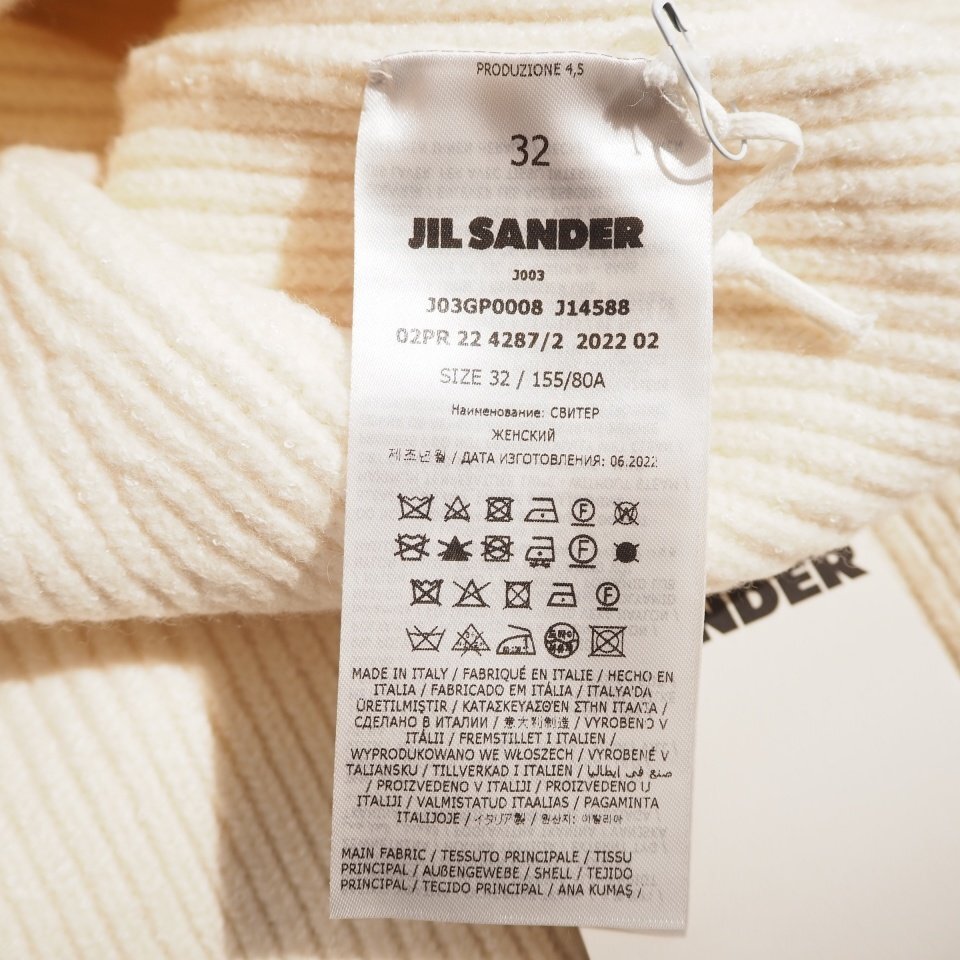 PRODUZIONE 4,5
32
JIL SANDER
J003
J03GP0008 J14588
02PR 22 4287/2 2022 02
SIZE 32 / 155/80A
Наименование: СВИТЕР
ЖЕНСКИЙ
제조년월 / ДАТА ИЗГОТОВЛЕНИЯ: 06.2022
MADE IN ITALY / FABRIQUÉ EN ITALIE / HECHO EN
ITALIA / FABRICADO EM ITÁLIA / ITALYA'DA
ÜRETILMIŞTIR / ΚΑΤΑΣΚΕΥΑΣΘΕΝ ΣΤΗΝ ΙΤΑΛΊΑ /
СДЕЛАНО В ИТАЛИИ / 意大利制造 / VYROBENO V
ITÁLII / FREMSTILLET I ITALIEN /
WYPRODUKOWANO WE WŁOSZECH / VYROBENÉ V
TALIANSKU / TILLVERKAD I ITALIEN / صنع في ايطاليا
/ PROIZVEDENO V ITALIJI / PROIZVEDENO U
ITALIJI / VALMISTATUD ITAALIAS / PAGAMINTA
ITALIJOJE / イタリア製 / 원산지: 이탈리아
MAIN FABRIC / TESSUTO PRINCIPALE / TISSU
PRINCIPAL / AUßENGEWEBE / SHELL / TEJIDO
PRINCIPAL / TECIDO PRINCIPAL / ANA KUMAŞ /
NDER